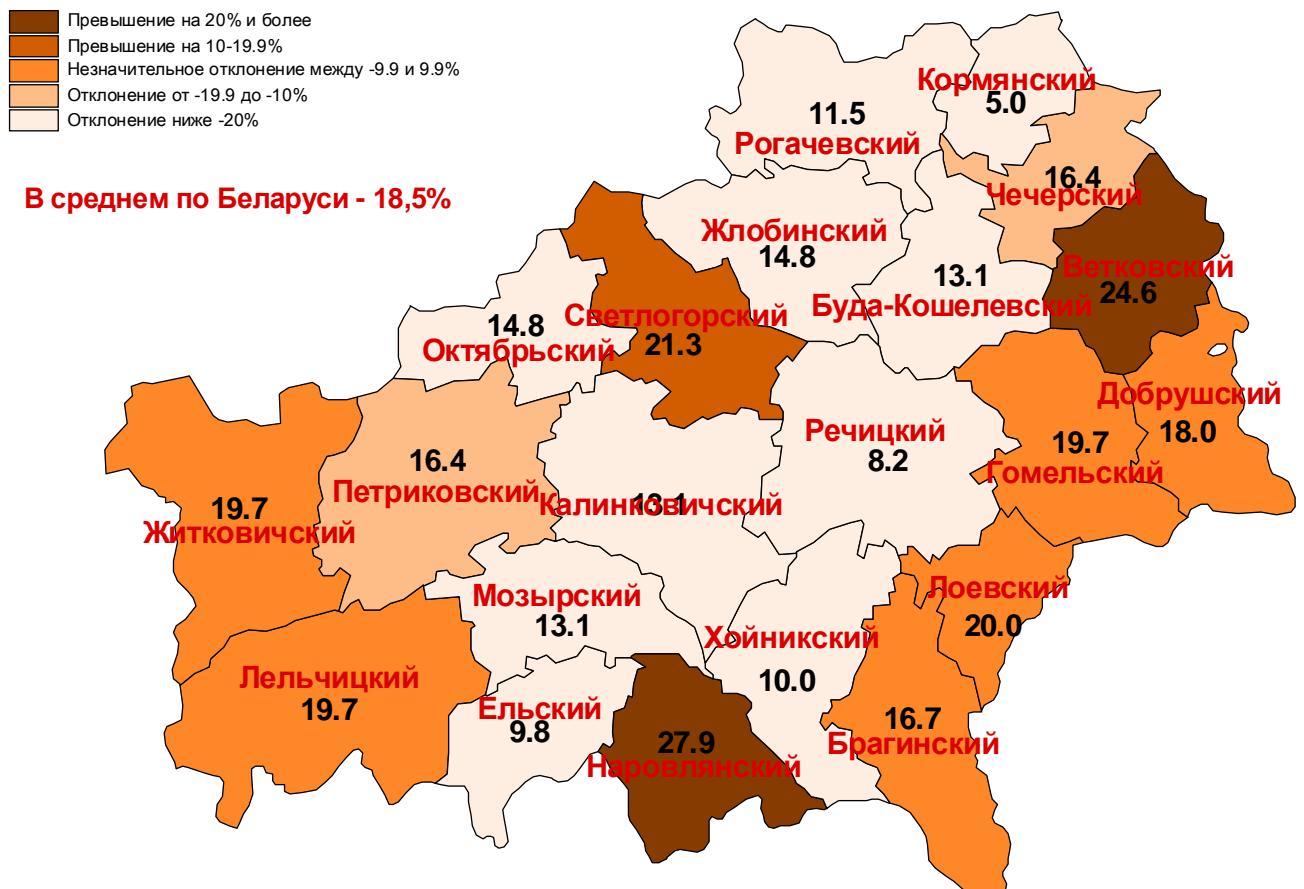 Превышение на 20% и более
Превышение на 10-19.9%
Незначительное отклонение между -9.9 и 9.9%
Отклонение от -19.9 до -10%
Отклонение ниже -20%
В среднем по Беларуси - 18,5%
Кормянский
5.0
11.5
Рогачевский
16.4
Чечерский
Жлобинский
14.8
Ветковский
24.6
13.1
Буда-Кошелевский
Светлогорский
21.3
14.8
Октябрьский
Добрушский
18.0
Речицкий
8.2
19.7
Гомельский
16.4
Петриковский
Калинковичский
13.1
19.7
Житковичский
Мозырский
13.1
Лоевский
20.0
Хойникский
10.0
Лельчицкий
19.7
Ельский
9.8
16.7
Брагинский
27.9
Наровлянский